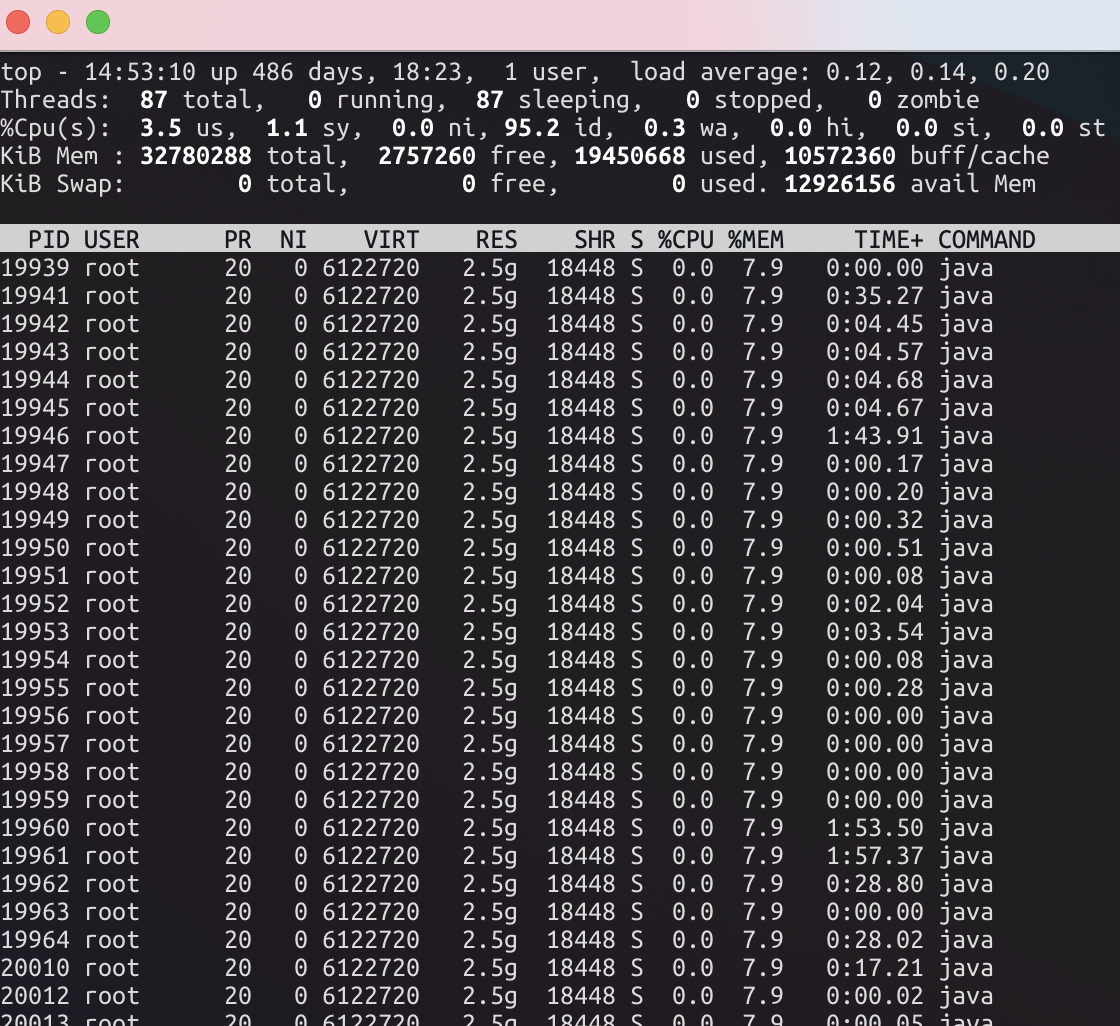 top - 14:53:10 up 486 days, 18:23,  1 user,  load average: 0.12, 0.14, 0.20
Threads:  87 total,   0 running,  87 sleeping,   0 stopped,   0 zombie
%Cpu(s):  3.5 us,  1.1 sy,  0.0 ni, 95.2 id,  0.3 wa,  0.0 hi,  0.0 si,  0.0 st
KiB Mem : 32780288 total,  2757260 free, 19450668 used, 10572360 buff/cache
KiB Swap:        0 total,        0 free,        0 used. 12926156 avail Mem
  PID USER      PR  NI    VIRT    RES    SHR S %CPU %MEM     TIME+ COMMAND
19939 root      20   0 6122720   2.5g  18448 S  0.0  7.9   0:00.00 java
19941 root      20   0 6122720   2.5g  18448 S  0.0  7.9   0:35.27 java
19942 root      20   0 6122720   2.5g  18448 S  0.0  7.9   0:04.45 java
19943 root      20   0 6122720   2.5g  18448 S  0.0  7.9   0:04.57 java
19944 root      20   0 6122720   2.5g  18448 S  0.0  7.9   0:04.68 java
19945 root      20   0 6122720   2.5g  18448 S  0.0  7.9   0:04.67 java
19946 root      20   0 6122720   2.5g  18448 S  0.0  7.9   1:43.91 java
19947 root      20   0 6122720   2.5g  18448 S  0.0  7.9   0:00.17 java
19948 root      20   0 6122720   2.5g  18448 S  0.0  7.9   0:00.20 java
19949 root      20   0 6122720   2.5g  18448 S  0.0  7.9   0:00.32 java
19950 root      20   0 6122720   2.5g  18448 S  0.0  7.9   0:00.51 java
19951 root      20   0 6122720   2.5g  18448 S  0.0  7.9   0:00.08 java
19952 root      20   0 6122720   2.5g  18448 S  0.0  7.9   0:02.04 java
19953 root      20   0 6122720   2.5g  18448 S  0.0  7.9   0:03.54 java
19954 root      20   0 6122720   2.5g  18448 S  0.0  7.9   0:00.08 java
19955 root      20   0 6122720   2.5g  18448 S  0.0  7.9   0:00.28 java
19956 root      20   0 6122720   2.5g  18448 S  0.0  7.9   0:00.00 java
19957 root      20   0 6122720   2.5g  18448 S  0.0  7.9   0:00.00 java
19958 root      20   0 6122720   2.5g  18448 S  0.0  7.9   0:00.00 java
19959 root      20   0 6122720   2.5g  18448 S  0.0  7.9   0:00.00 java
19960 root      20   0 6122720   2.5g  18448 S  0.0  7.9   1:53.50 java
19961 root      20   0 6122720   2.5g  18448 S  0.0  7.9   1:57.37 java
19962 root      20   0 6122720   2.5g  18448 S  0.0  7.9   0:28.80 java
19963 root      20   0 6122720   2.5g  18448 S  0.0  7.9   0:00.00 java
19964 root      20   0 6122720   2.5g  18448 S  0.0  7.9   0:28.02 java
20010 root      20   0 6122720   2.5g  18448 S  0.0  7.9   0:17.21 java
20012 root      20   0 6122720   2.5g  18448 S  0.0  7.9   0:00.02 java
20013 root      20   0 6122720   2.5g  18448 S  0.0  7.9   0:00.05 java